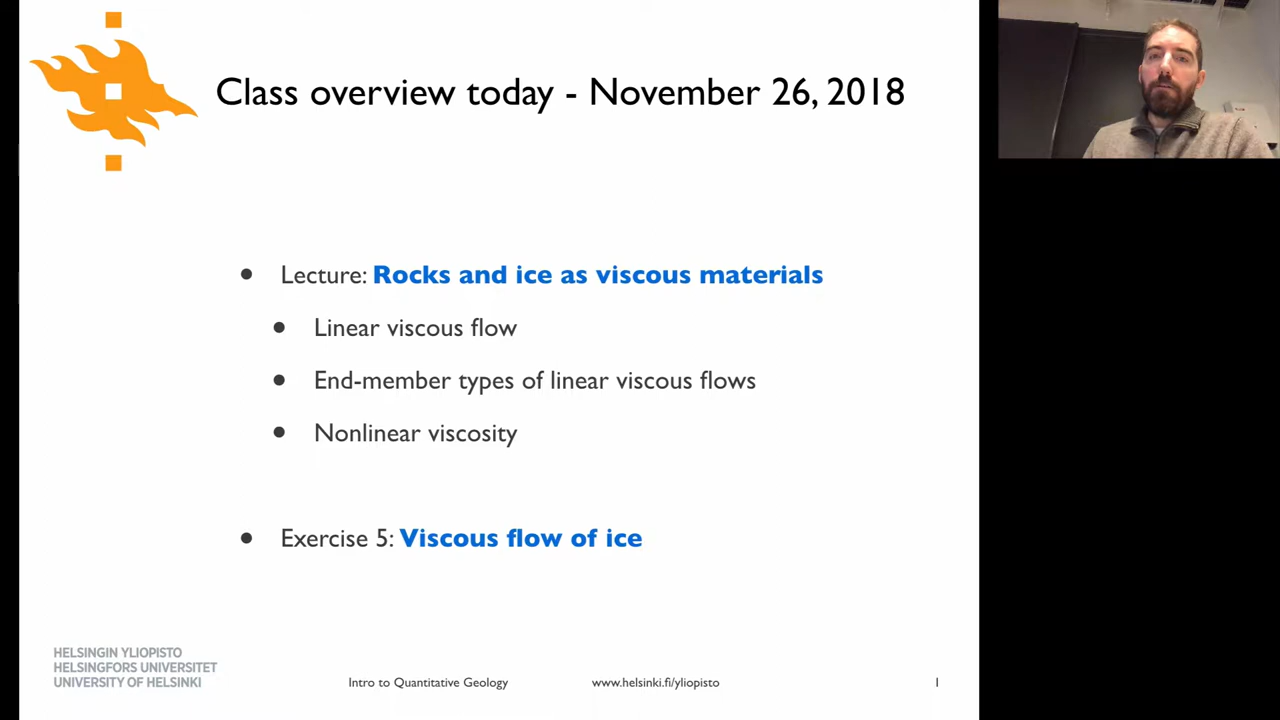 Class overview today - November 26, 2018
• Lecture: Rocks and ice as viscous materials
• Linear viscous flow
• End-member types of linear viscous flows
• Nonlinear viscosity
• Exercise 5: Viscous flow of ice
HELSINGIN YLIOPISTO
HELSINGFORS UNIVERSITET
UNIVERSITY OF HELSINKI
Intro to Quantitative Geology
www.helsinki.fi/yliopisto
1